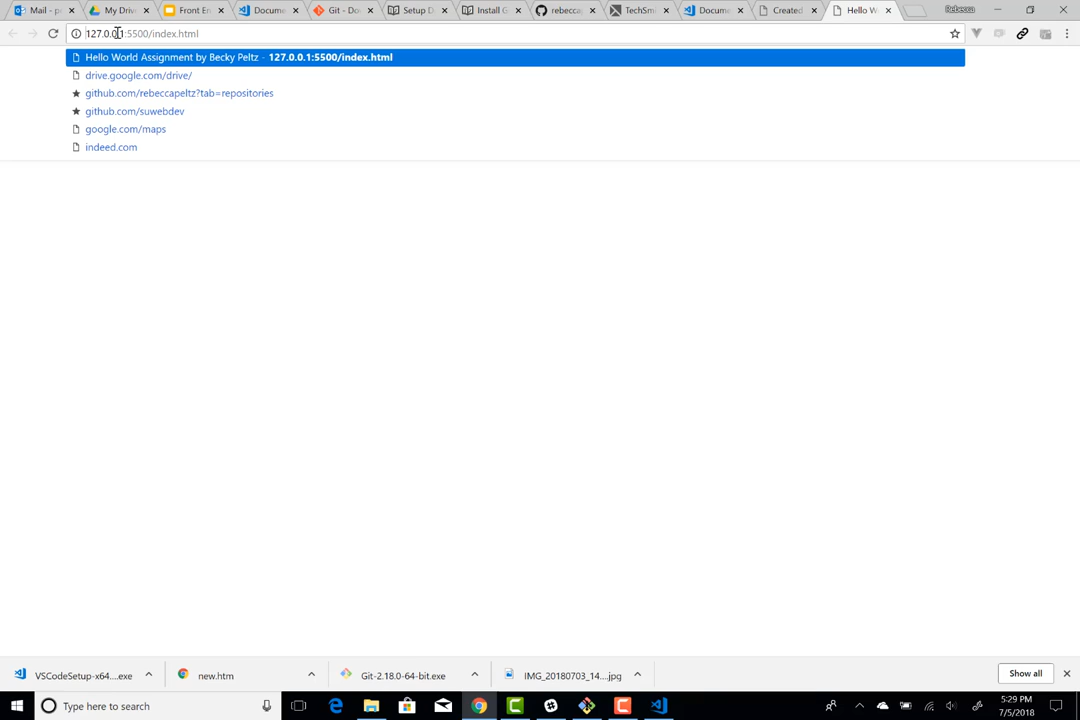 Mail - p
My Driv
Front En
Docume
Git - Do
Setup D
Install G
rebecca
TechSmi
Docume
Created
Hello W
Rebecca
127.0.0.1:5500/index.html
Hello World Assignment by Becky Peltz - 127.0.0.1:5500/index.html
drive.google.com/drive/
github.com/rebeccapeltz?tab=repositories
github.com/suwebdev
google.com/maps
indeed.com
VSCodeSetup-x64....exe
new.htm
Git-2.18.0-64-bit.exe
IMG_20180703_14....jpg
Show all
Type here to search
5:29 PM
7/5/2018